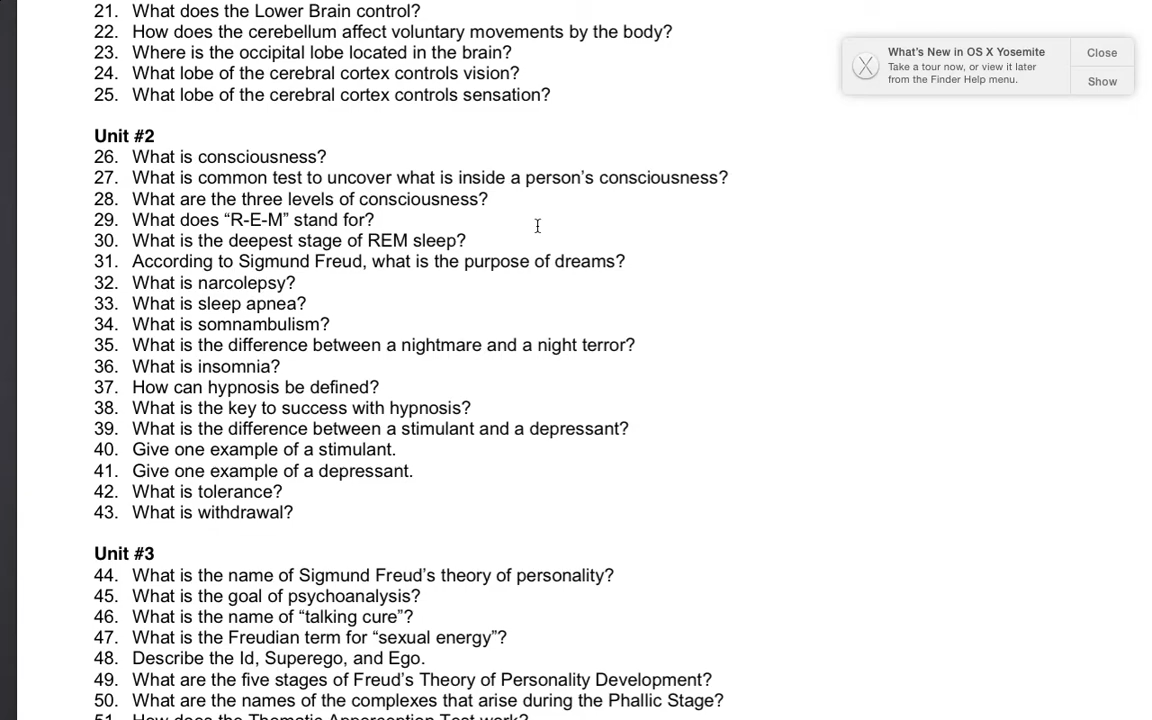 21. What does the Lower Brain control?
22. How does the cerebellum affect voluntary movements by the body?
23. Where is the occipital lobe located in the brain?
24. What lobe of the cerebral cortex controls vision?
25. What lobe of the cerebral cortex controls sensation?
What's New in OS X Yosemite
Take a tour now, or view it later
from the Finder Help menu.
Close
Show
Unit #2
26. What is consciousness?
27. What is common test to uncover what is inside a person's consciousness?
28. What are the three levels of consciousness?
29. What does "R-E-M" stand for?
30. What is the deepest stage of REM sleep?
31. According to Sigmund Freud, what is the purpose of dreams?
32. What is narcolepsy?
33. What is sleep apnea?
34. What is somnambulism?
35. What is the difference between a nightmare and a night terror?
36. What is insomnia?
37. How can hypnosis be defined?
38. What is the key to success with hypnosis?
39. What is the difference between a stimulant and a depressant?
40. Give one example of a stimulant.
41. Give one example of a depressant.
42. What is tolerance?
43. What is withdrawal?
Unit #3
44. What is the name of Sigmund Freud's theory of personality?
45. What is the goal of psychoanalysis?
46. What is the name of "talking cure"?
47. What is the Freudian term for "sexual energy"?
48. Describe the Id, Superego, and Ego.
49. What are the five stages of Freud's Theory of Personality Development?
50. What are the names of the complexes that arise during the Phallic Stage?
51. How does the Thematic Apperception Test work?